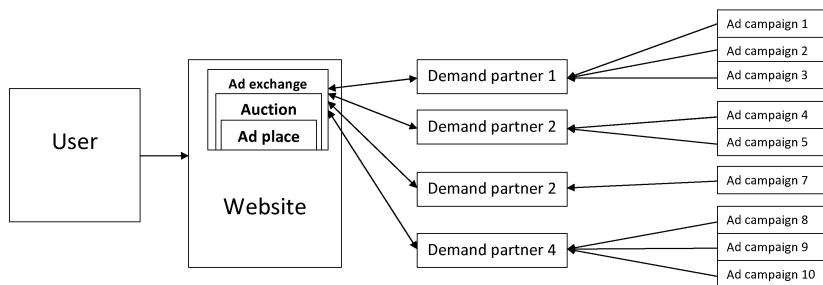 User
Ad exchange
Auction
Ad place
Website
Demand partner 1
Demand partner 2
Demand partner 2
Demand partner 4
Ad campaign 1
Ad campaign 2
Ad campaign 3
Ad campaign 4
Ad campaign 5
Ad campaign 7
Ad campaign 8
Ad campaign 9
Ad campaign 10